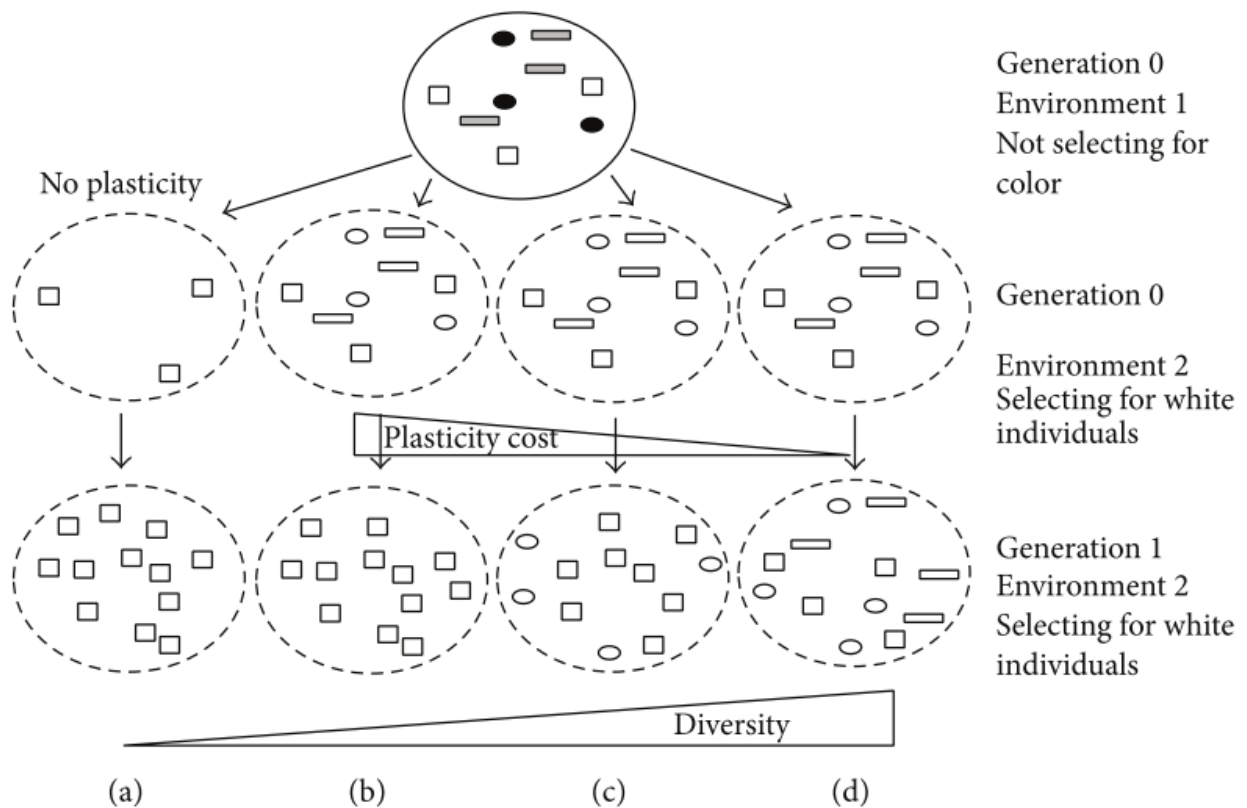 Generation 0
Environment 1
Not selecting for
color
No plasticity
Generation 0
Environment 2
Selecting for white
individuals
Plasticity cost
Generation 1
Environment 2
Selecting for white
individuals
Diversity
(a)
(b)
(c)
(d)